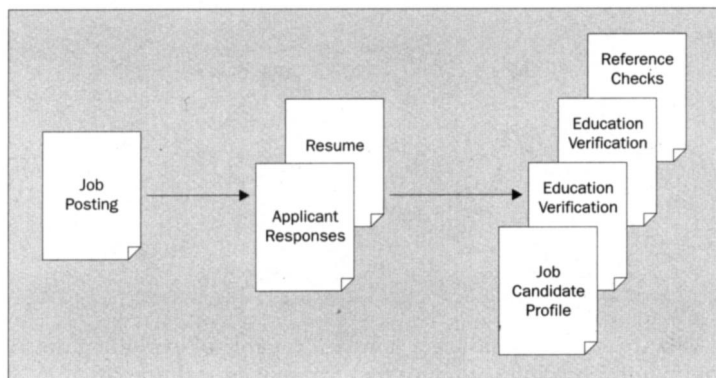 Job
Posting
Resume
Applicant
Responses
Reference
Checks
Education
Verification
Education
Verification
Job
Candidate
Profile